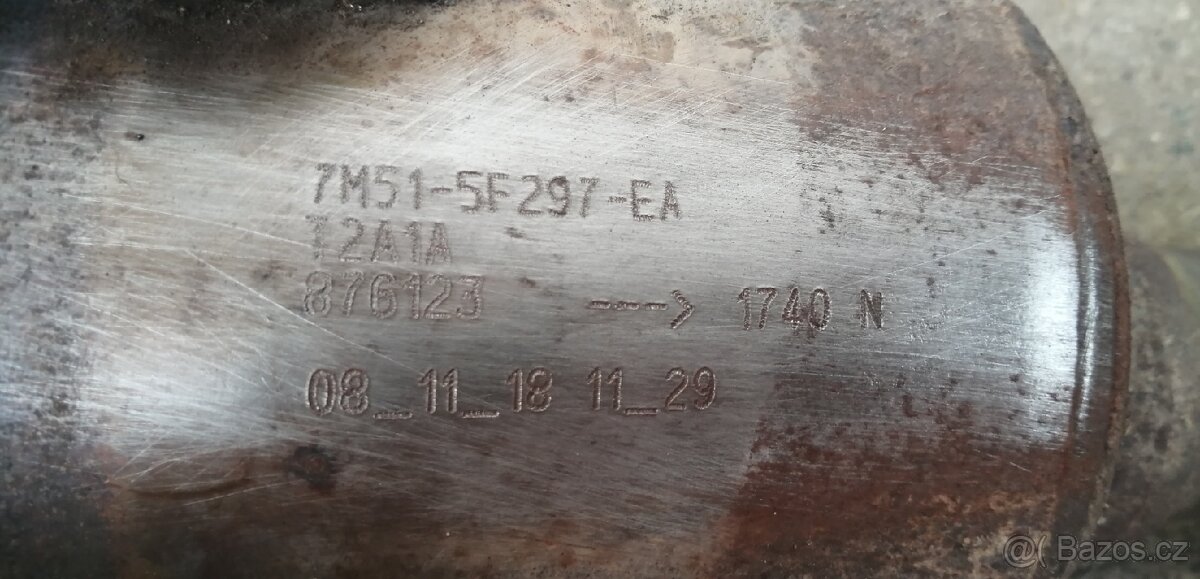 7M51-5F297-EA
T2A1A
876123 ---> 1740 N
08_11_18 11_29
@( Bazos.cz